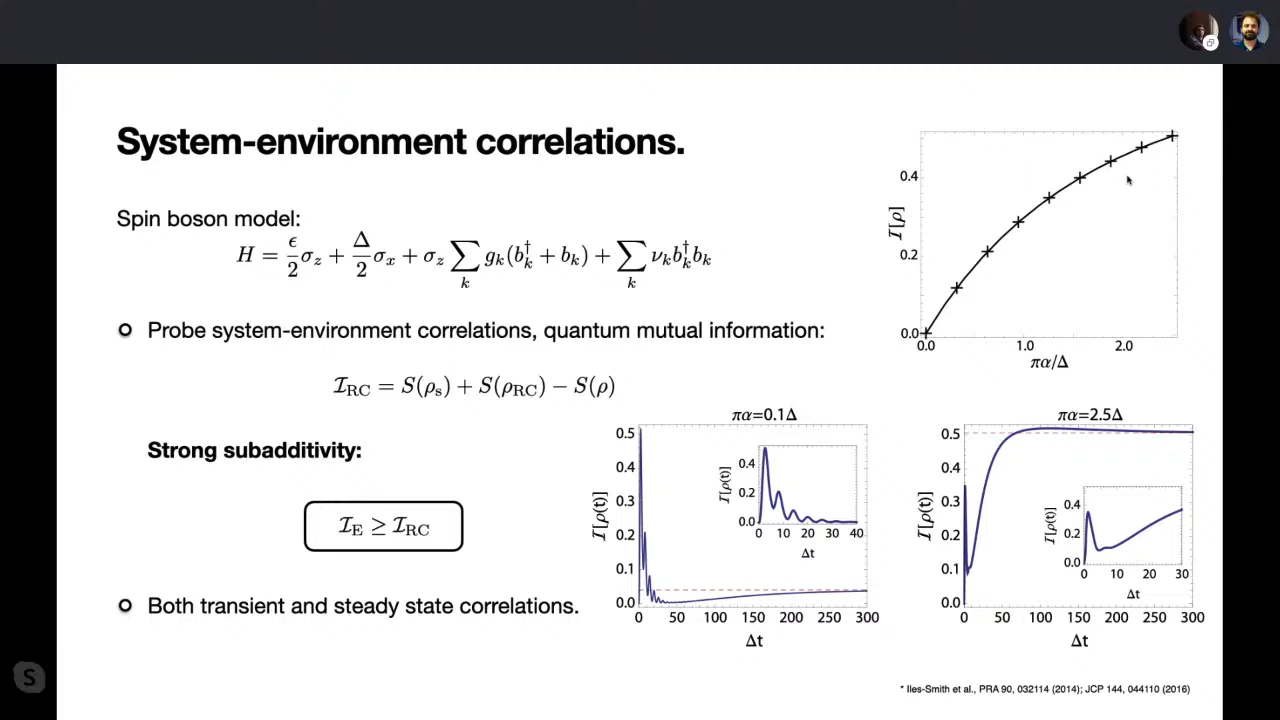 System-environment correlations.
Spin boson model:
H = ϵ/2 σ_z + Δ/2 σ_x + σ_z ∑_k g_k(b_k^† + b_k) + ∑_k ν_k b_k^† b_k
Probe system-environment correlations, quantum mutual information:
ℐ_RC = S(ρ_s) + S(ρ_RC) − S(ρ)
Strong subadditivity:
ℐ_E ≥ ℐ_RC
Both transient and steady state correlations.
ℐ[ρ]
0.4
0.2
0.0
0.0 1.0 2.0
πα/Δ
πα=0.1Δ
ℐ[ρ(t)]
0.5
0.4
0.3
0.2
0.1
0.0
0 50 100 150 200 250 300
Δt
ℐ[ρ(t)]
0.4
0.2
0.0
0 10 20 30 40
Δt
πα=2.5Δ
ℐ[ρ(t)]
0.5
0.4
0.3
0.2
0.1
0.0
0 50 100 150 200 250 300
Δt
ℐ[ρ(t)]
0.4
0.2
0.0
0 10 20 30
Δt
* Iles-Smith et al., PRA 90, 032114 (2014); JCP 144, 044110 (2016)
S